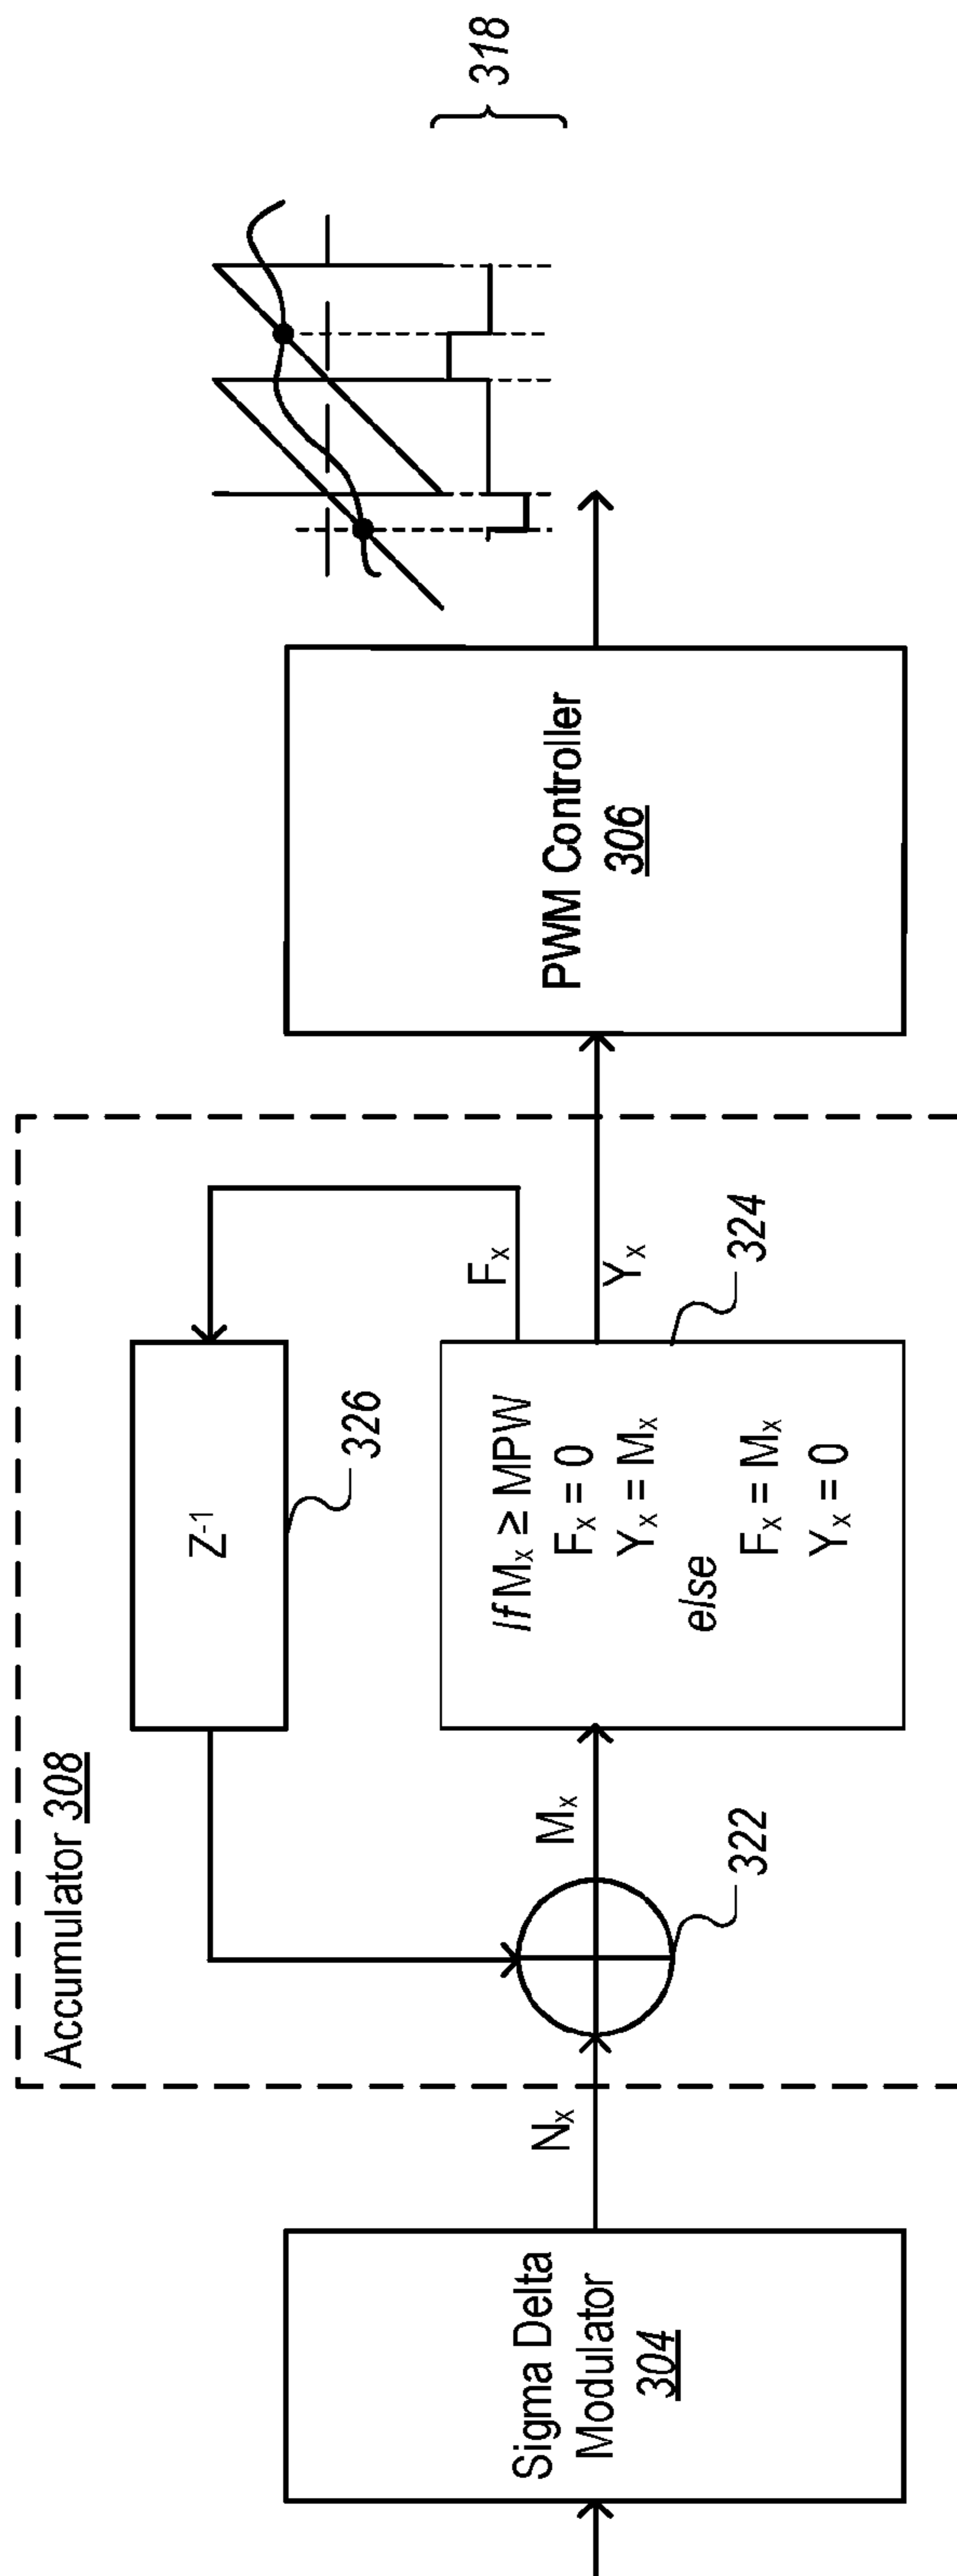 Sigma Delta
Modulator
304
Nₓ
Accumulator 308
322
Mₓ
Z⁻¹
326
If Mₓ ≥ MPW
Fₓ = 0
Yₓ = Mₓ
else
Fₓ = Mₓ
Yₓ = 0
324
Fₓ
Yₓ
PWM Controller
306
318